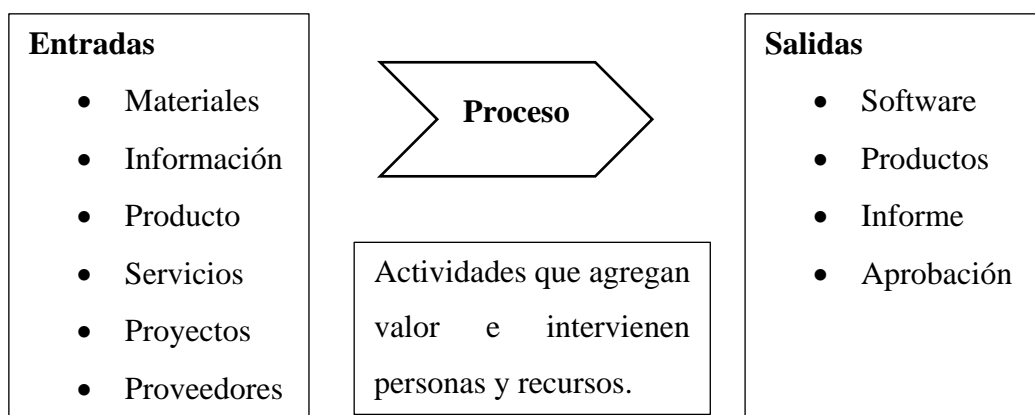 Entradas
• Materiales
• Información
• Producto
• Servicios
• Proyectos
• Proveedores
Proceso
Actividades que agregan
valor e intervienen
personas y recursos.
Salidas
• Software
• Productos
• Informe
• Aprobación